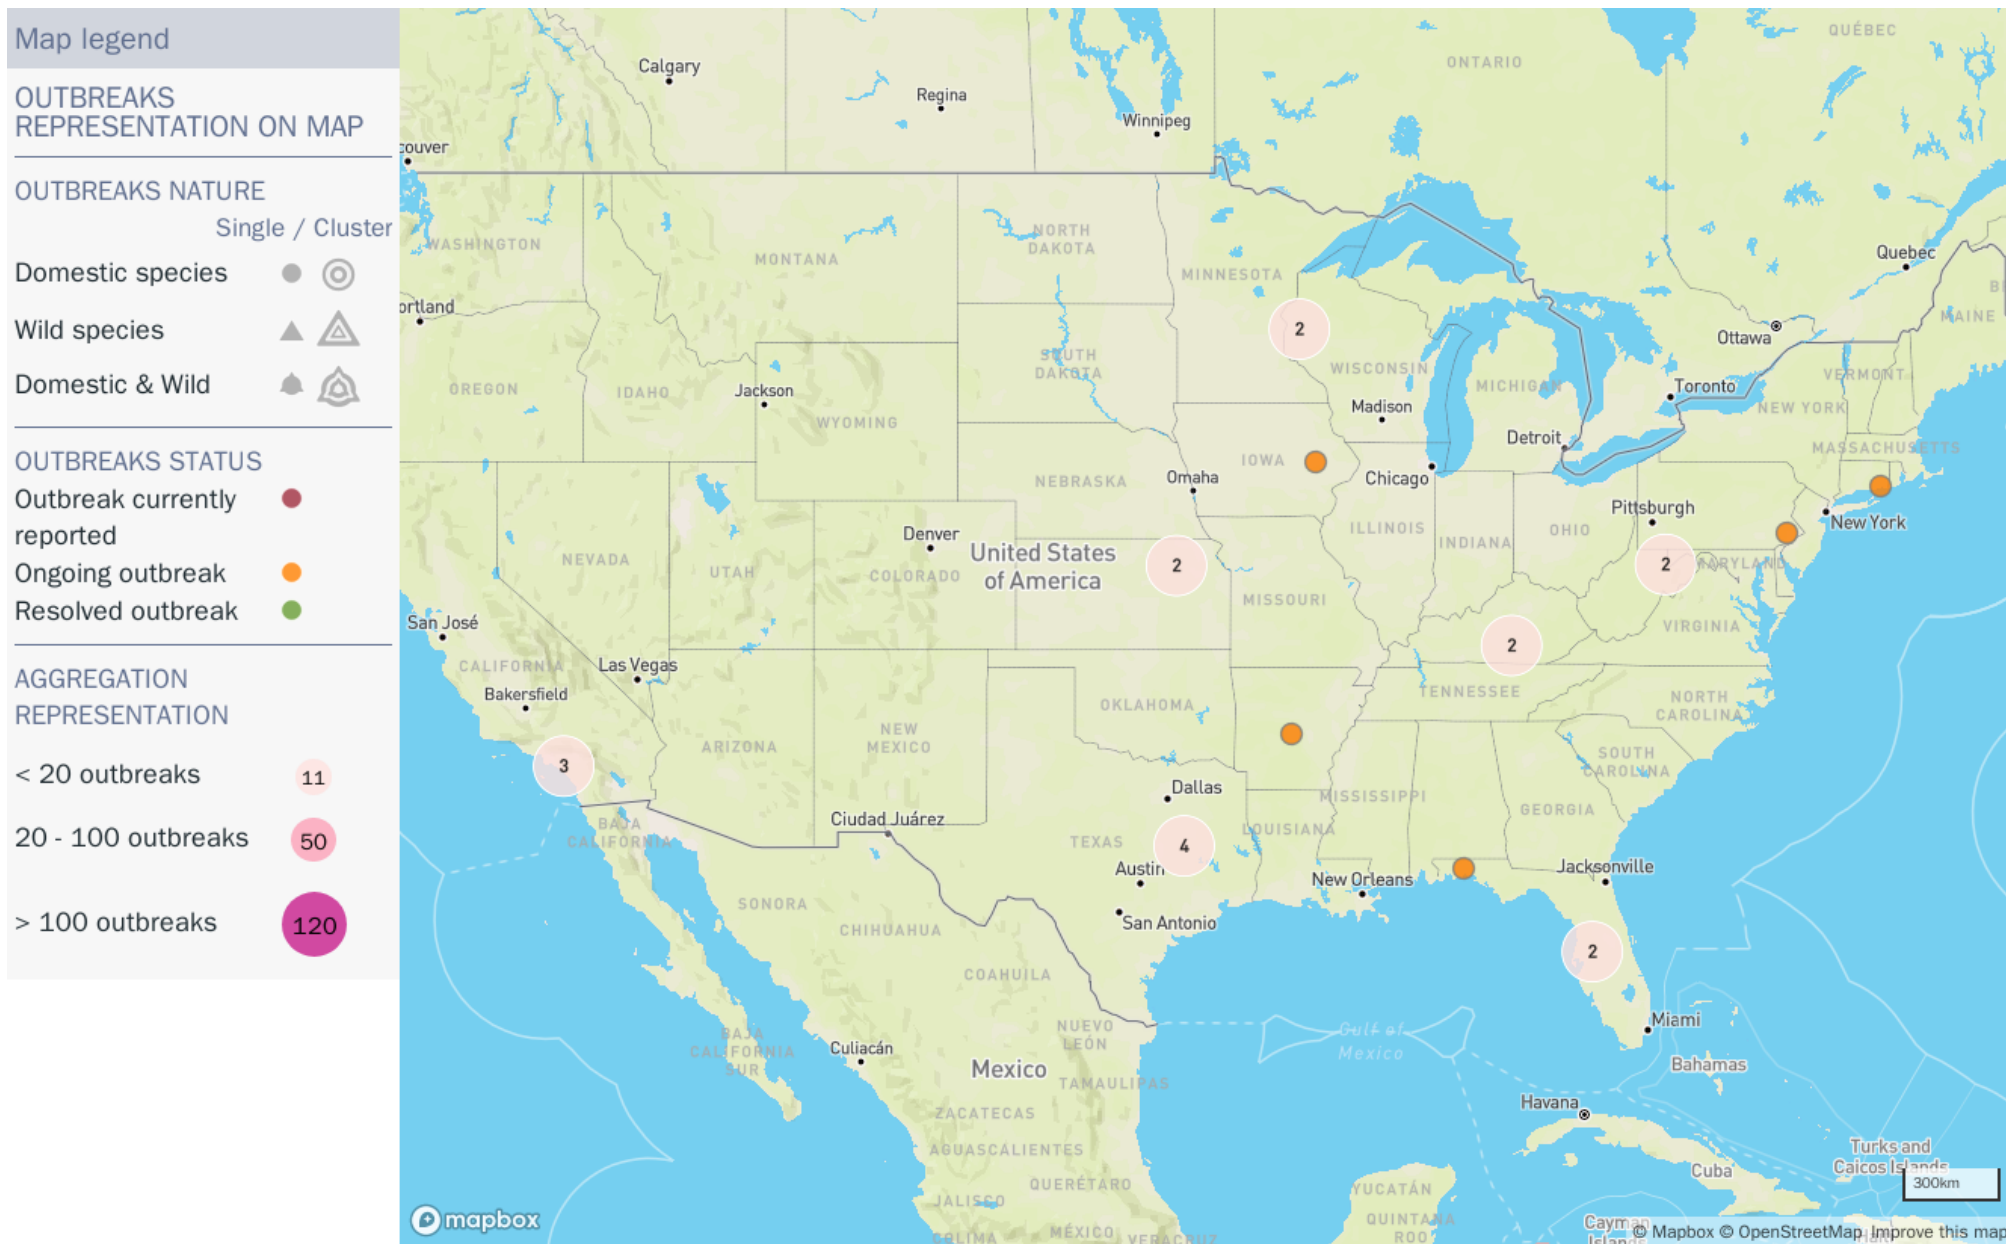 Map legend
OUTBREAKS
REPRESENTATION ON MAP
OUTBREAKS NATURE
Single / Cluster
Domestic species
Wild species
Domestic & Wild
OUTBREAKS STATUS
Outbreak currently
reported
Ongoing outbreak
Resolved outbreak
AGGREGATION
REPRESENTATION
< 20 outbreaks
11
20 - 100 outbreaks
50
> 100 outbreaks
120
QUÉBEC
ONTARIO
Calgary
Regina
Winnipeg
couver
WASHINGTON
MONTANA
NORTH
DAKOTA
MINNESOTA
Quebec
MAINE
ortland
2
Ottawa
SOUTH
DAKOTA
WISCONSIN
MICHIGAN
VERMONT
Toronto
OREGON
IDAHO
Jackson
NEW YORK
Madison
WYOMING
Detroit
MASSACHUSETTS
IOWA
Chicago
NEBRASKA
Omaha
Pittsburgh
New York
ILLINOIS
OHIO
INDIANA
Denver
United States
of America
NEVADA
UTAH
COLORADO
2
2
MARYLAND
MISSOURI
San José
VIRGINIA
2
CALIFORNIA
Las Vegas
Bakersfield
TENNESSEE
OKLAHOMA
NORTH
CAROLINA
NEW
MEXICO
ARIZONA
3
SOUTH
CAROLINA
Dallas
MISSISSIPPI
GEORGIA
Ciudad Juárez
BAJA
CALIFORNIA
TEXAS
4
LOUISIANA
Austin
Jacksonville
New Orleans
SONORA
San Antonio
CHIHUAHUA
2
COAHUILA
Miami
NUEVO
LEÓN
Gulf of
Mexico
BAJA
CALIFORNIA
SUR
Culiacán
Mexico
TAMAULIPAS
Bahamas
Havana
ZACATECAS
AGUASCALIENTES
Turks and
Caicos Islands
Cuba
QUERÉTARO
300km
YUCATÁN
JALISCO
mapbox
QUINTANA
ROO
Cayman
Islands
COLIMA
MÉXICO
VERACRUZ
© Mapbox © OpenStreetMap Improve this map